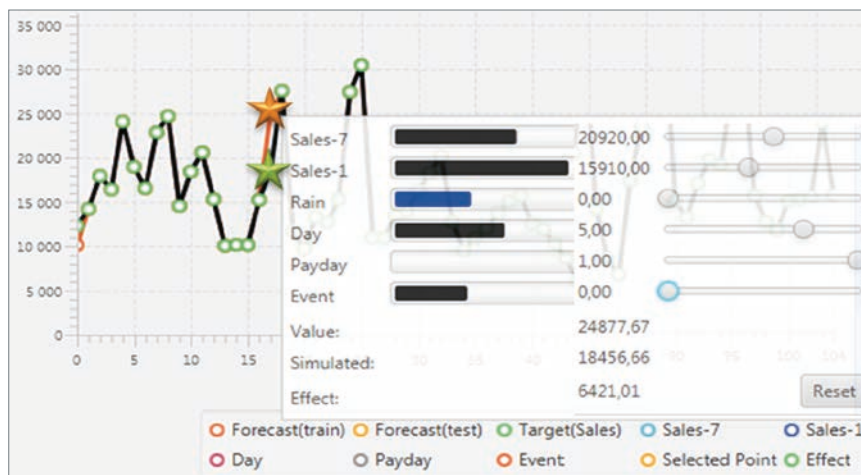 35 000
30 000
25 000
20 000
15 000
10 000
5 000
0
0 5 10 15
Sales-7 20920,00
Sales-1 15910,00
Rain 0,00
Day 5,00
Payday 1,00
Event 0,00
Value: 24877,67
Simulated: 18456,66
Effect: 6421,01
Reset
Forecast(train) Forecast(test) Target(Sales) Sales-7 Sales-1
Day Payday Event Selected Point Effect